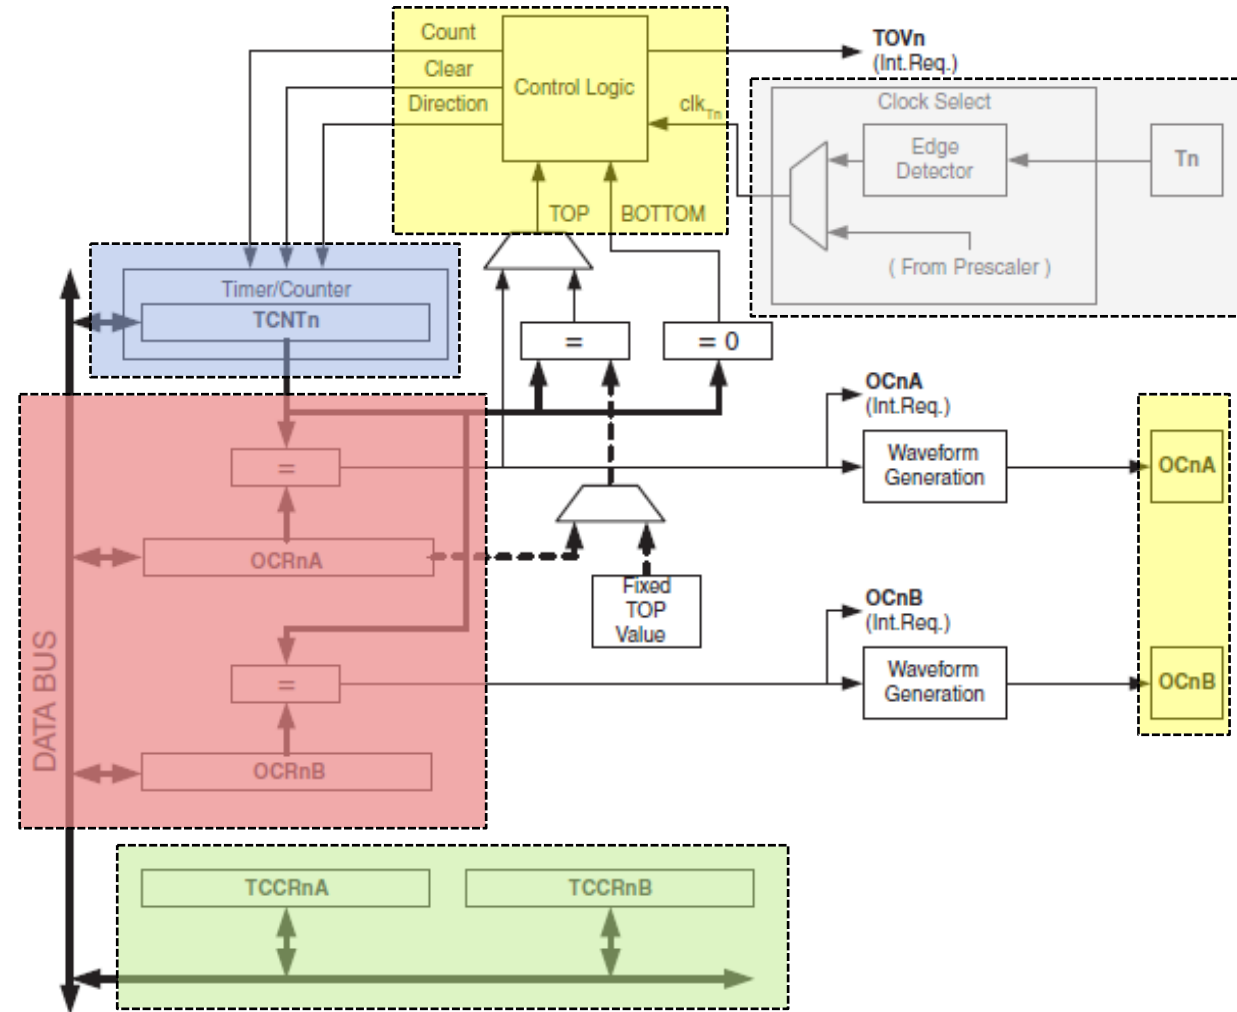 Count
Clear
Direction
Control Logic
clkTn
TOP
BOTTOM
TOVn
(Int.Req.)
Clock Select
Edge
Detector
Tn
( From Prescaler )
Timer/Counter
TCNTn
=
= 0
OCnA
(Int.Req.)
=
Waveform
Generation
OCnA
OCRnA
Fixed
TOP
Value
OCnB
(Int.Req.)
=
Waveform
Generation
OCnB
DATA BUS
OCRnB
TCCRnA
TCCRnB